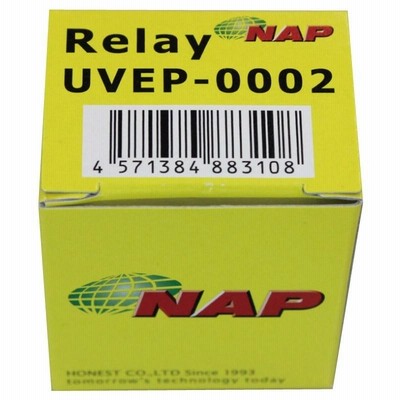 Relay NAP
UVEP-0002
4 571384 883108
NAP
HONEST CO.,LTD Since 1993
tomorrow's technology today